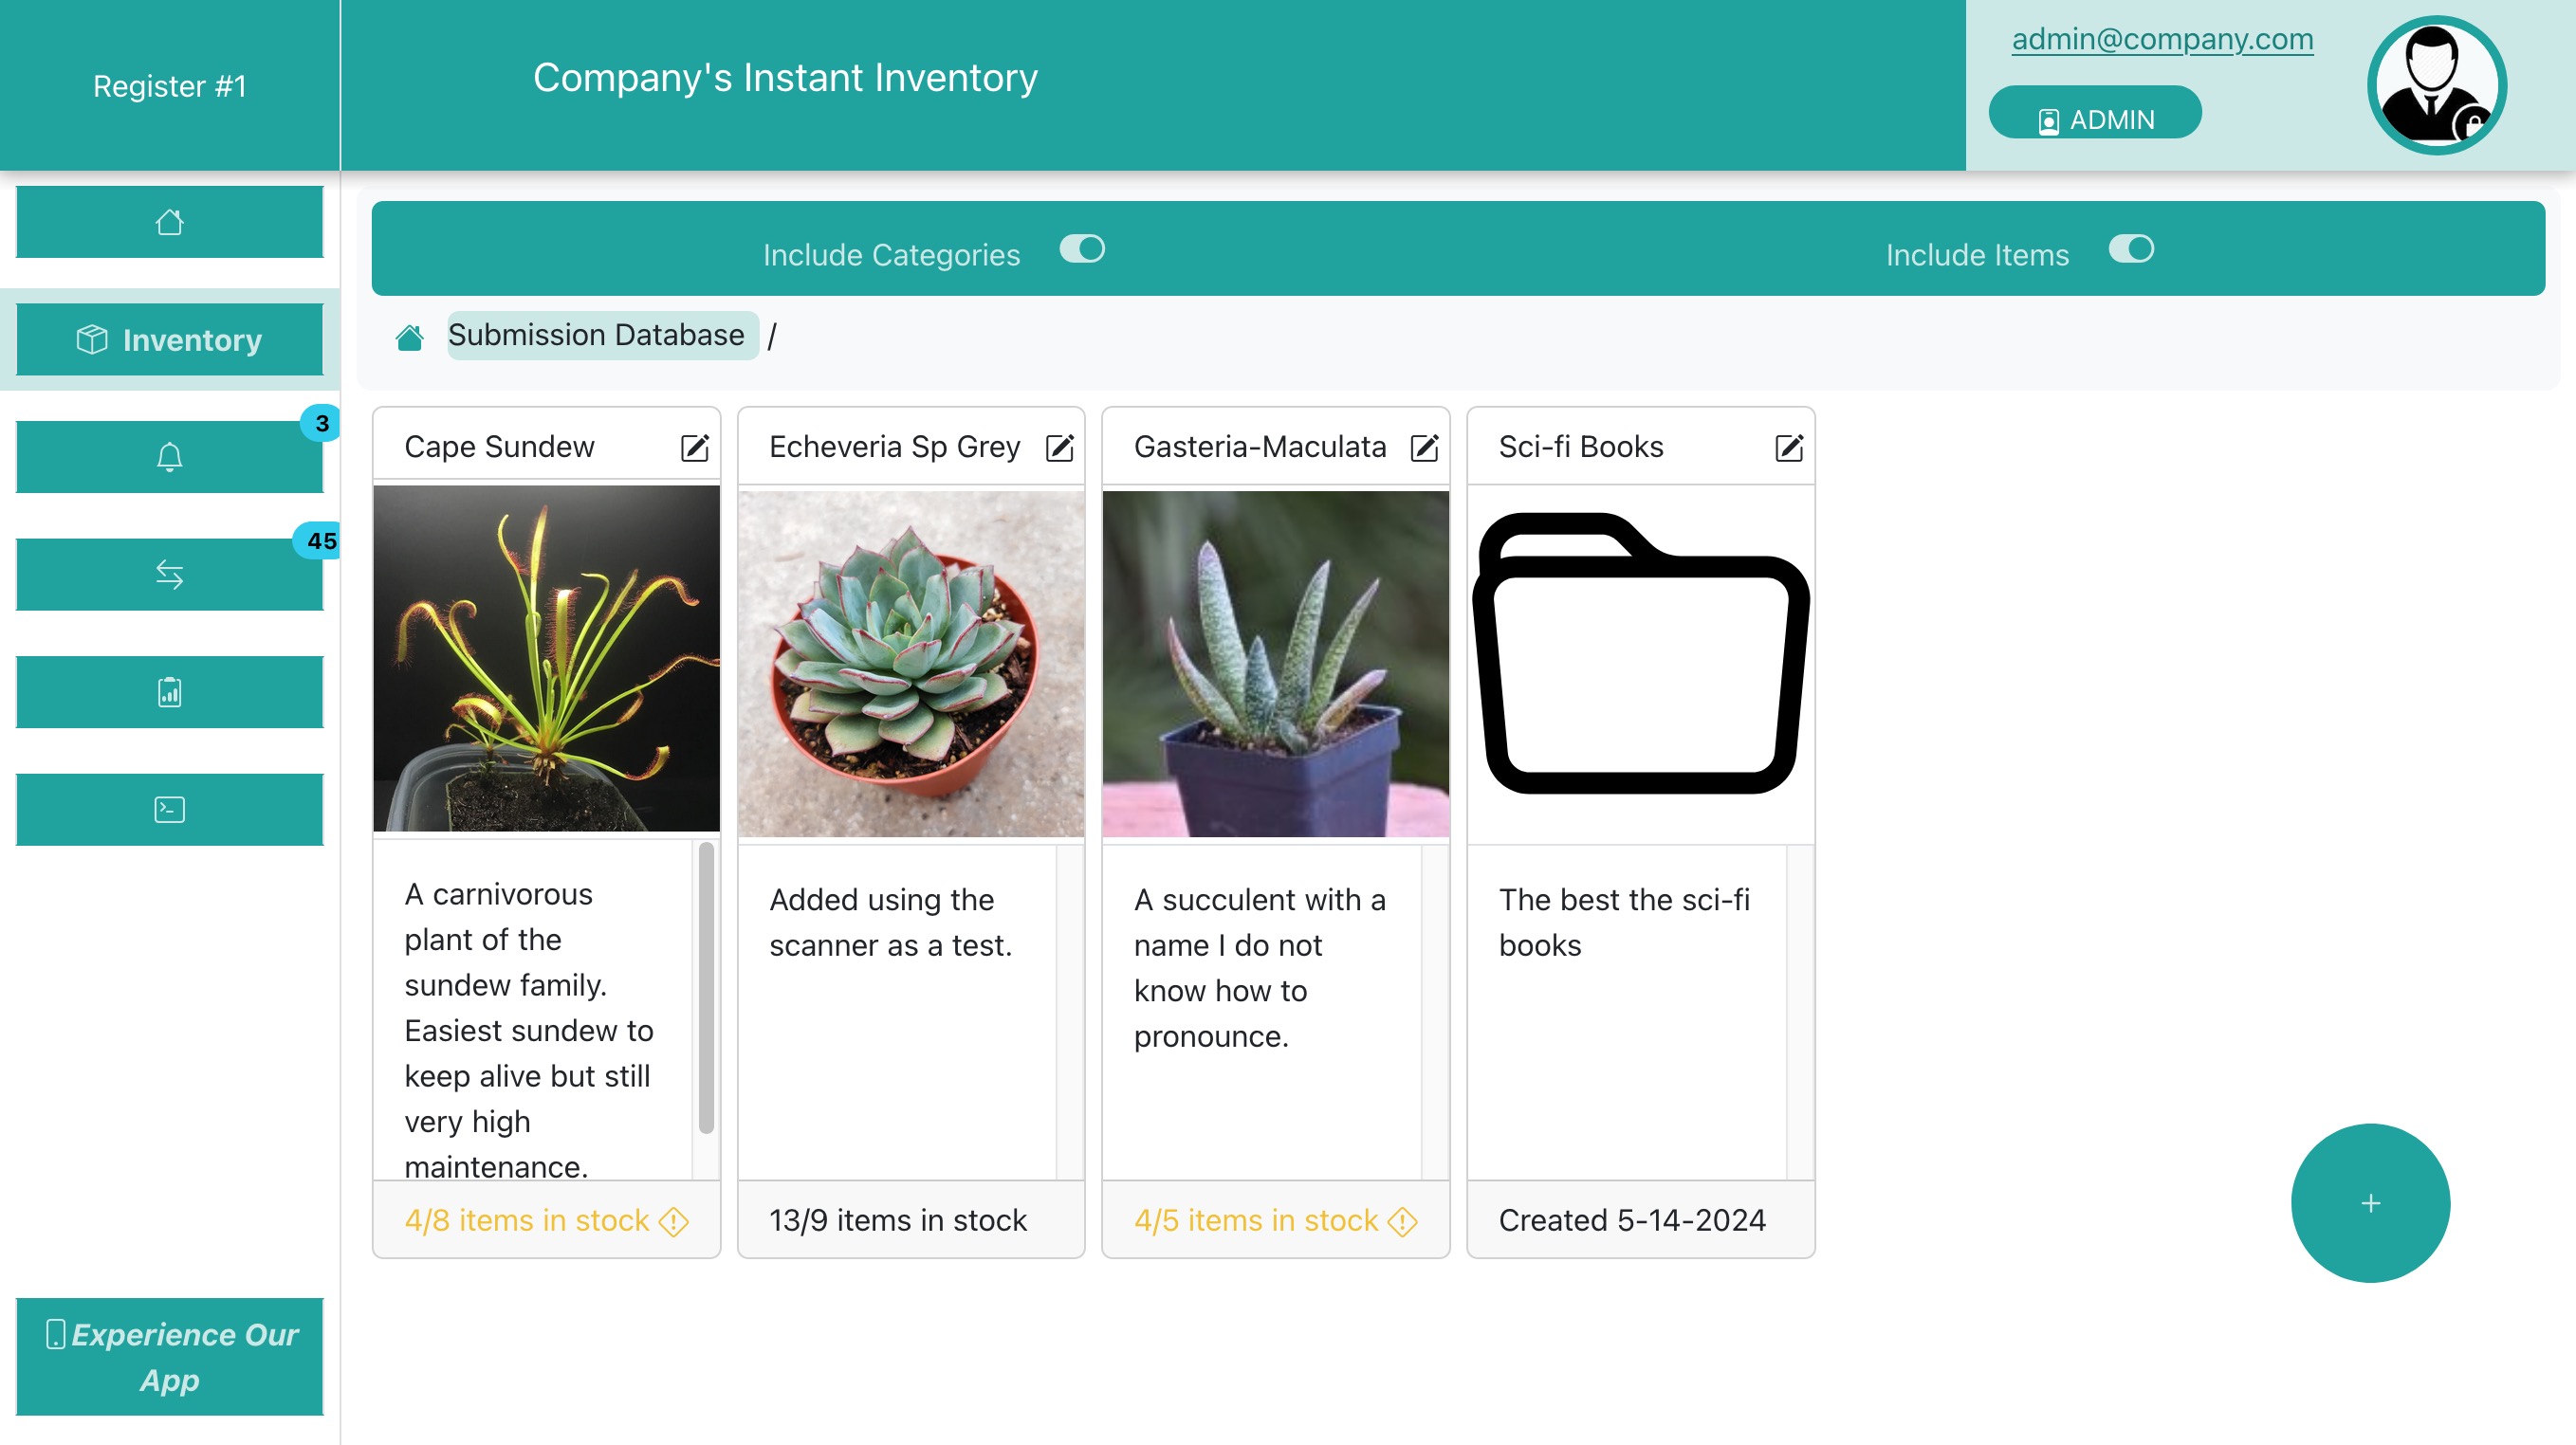 Register #1
Company's Instant Inventory
admin@company.com
ADMIN
Include Categories
Include Items
Inventory
Submission Database /
3
45
Experience Our
App
Cape Sundew
A carnivorous
plant of the
sundew family.
Easiest sundew to
keep alive but still
very high
maintenance.
4/8 items in stock
Echeveria Sp Grey
Added using the
scanner as a test.
13/9 items in stock
Gasteria-Maculata
A succulent with a
name I do not
know how to
pronounce.
4/5 items in stock
Sci-fi Books
The best the sci-fi
books
Created 5-14-2024
+